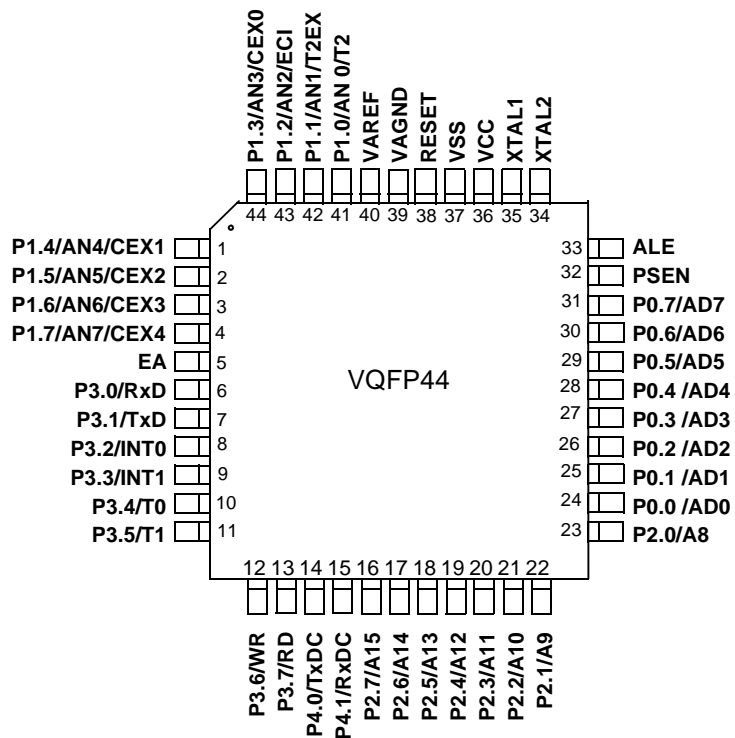 P1.3/AN3/CEX0
P1.2/AN2/ECI
P1.1/AN1/T2EX
P1.0/AN 0/T2
VAREF
VAGND
RESET
VSS
VCC
XTAL1
XTAL2
44 43 42 41 40 39 38 37 36 35 34
P1.4/AN4/CEX1 1
P1.5/AN5/CEX2 2
P1.6/AN6/CEX3 3
P1.7/AN7/CEX4 4
EA 5
P3.0/RxD 6
P3.1/TxD 7
P3.2/INT0 8
P3.3/INT1 9
P3.4/T0 10
P3.5/T1 11
VQFP44
33 ALE
32 PSEN
31 P0.7/AD7
30 P0.6/AD6
29 P0.5/AD5
28 P0.4 /AD4
27 P0.3 /AD3
26 P0.2 /AD2
25 P0.1 /AD1
24 P0.0 /AD0
23 P2.0/A8
12 13 14 15 16 17 18 19 20 21 22
P3.6/WR
P3.7/RD
P4.0/TxDC
P4.1/RxDC
P2.7/A15
P2.6/A14
P2.5/A13
P2.4/A12
P2.3/A11
P2.2/A10
P2.1/A9